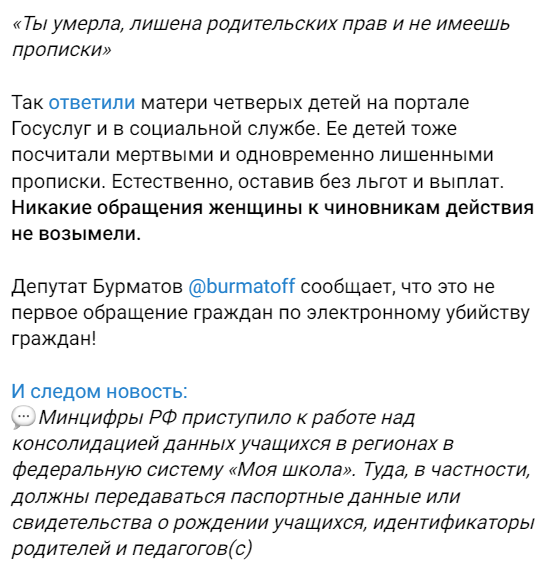 «Ты умерла, лишена родительских прав и не имеешь
прописки»
Так ответили матери четверых детей на портале
Госуслуг и в социальной службе. Ее детей тоже
посчитали мертвыми и одновременно лишенными
прописки. Естественно, оставив без льгот и выплат.
Никакие обращения женщины к чиновникам действия
не возымели.
Депутат Бурматов @burmatoff сообщает, что это не
первое обращение граждан по электронному убийству
граждан!
И следом новость:
💬Минцифры РФ приступило к работе над
консолидацией данных учащихся в регионах в
федеральную систему «Моя школа». Туда, в частности,
должны передаваться паспортные данные или
свидетельства о рождении учащихся, идентификаторы
родителей и педагогов(с)